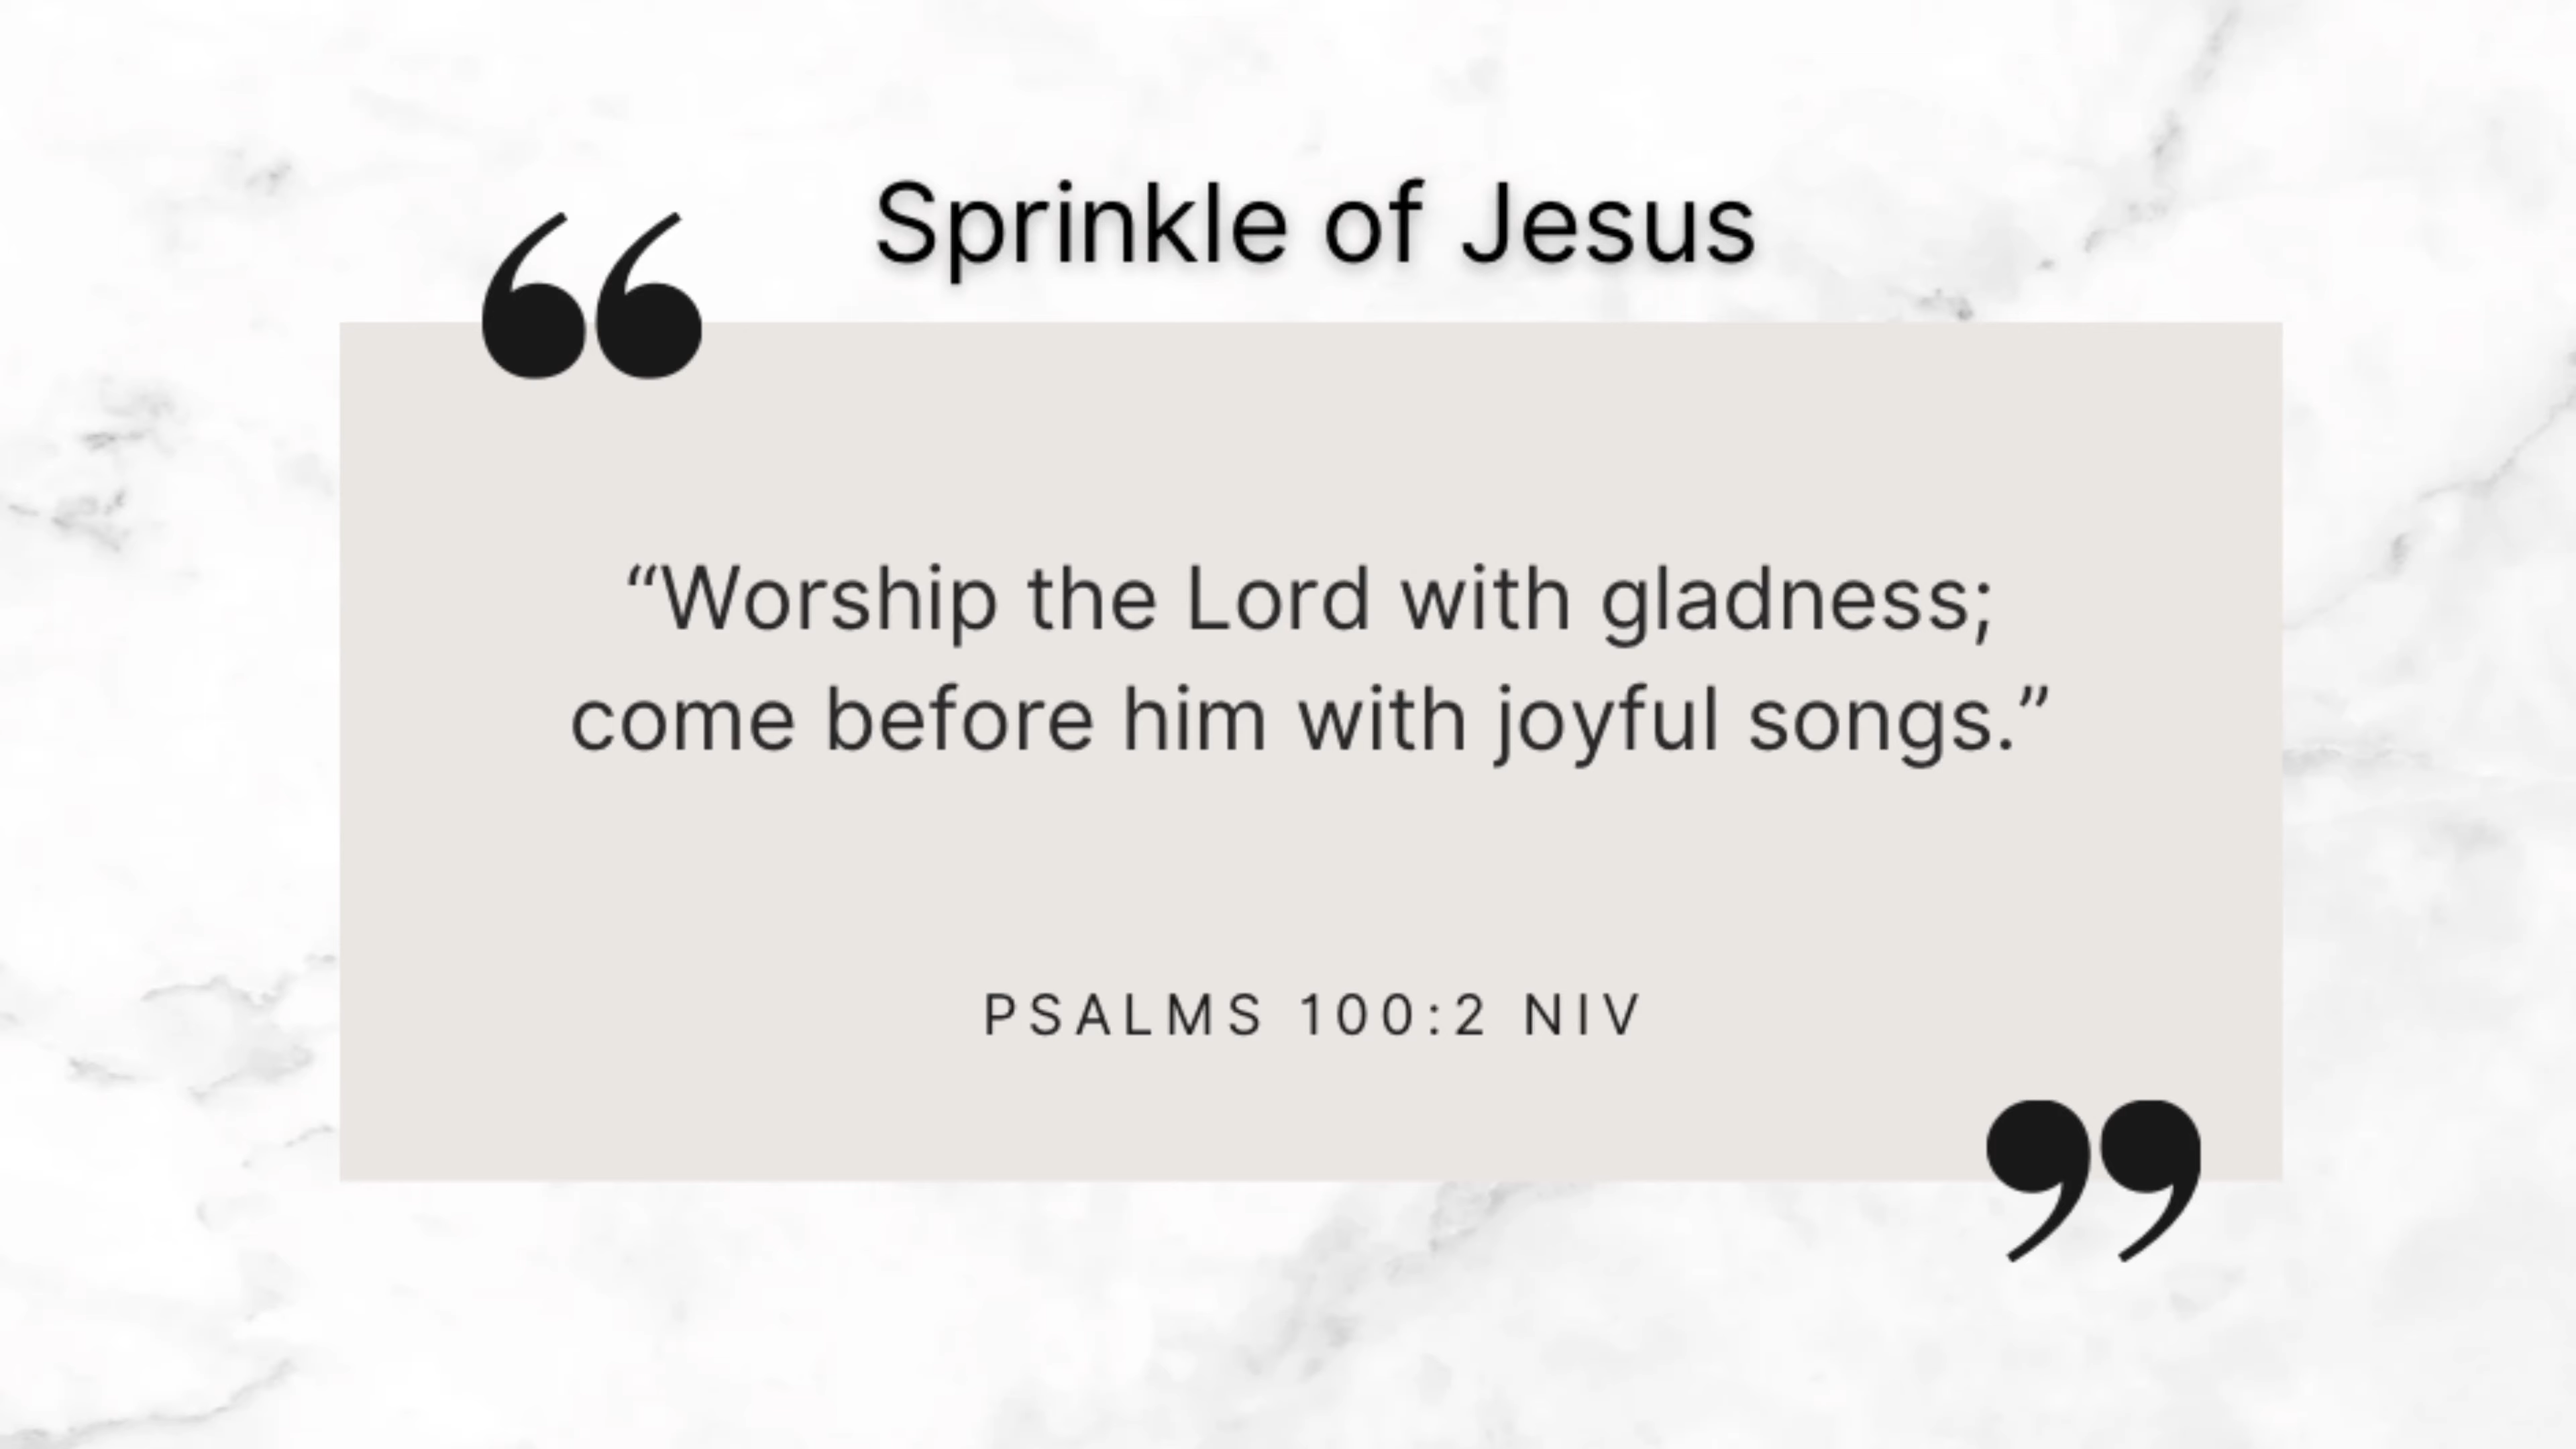 Sprinkle of Jesus
“Worship the Lord with gladness;
come before him with joyful songs.”
PSALMS 100:2 NIV